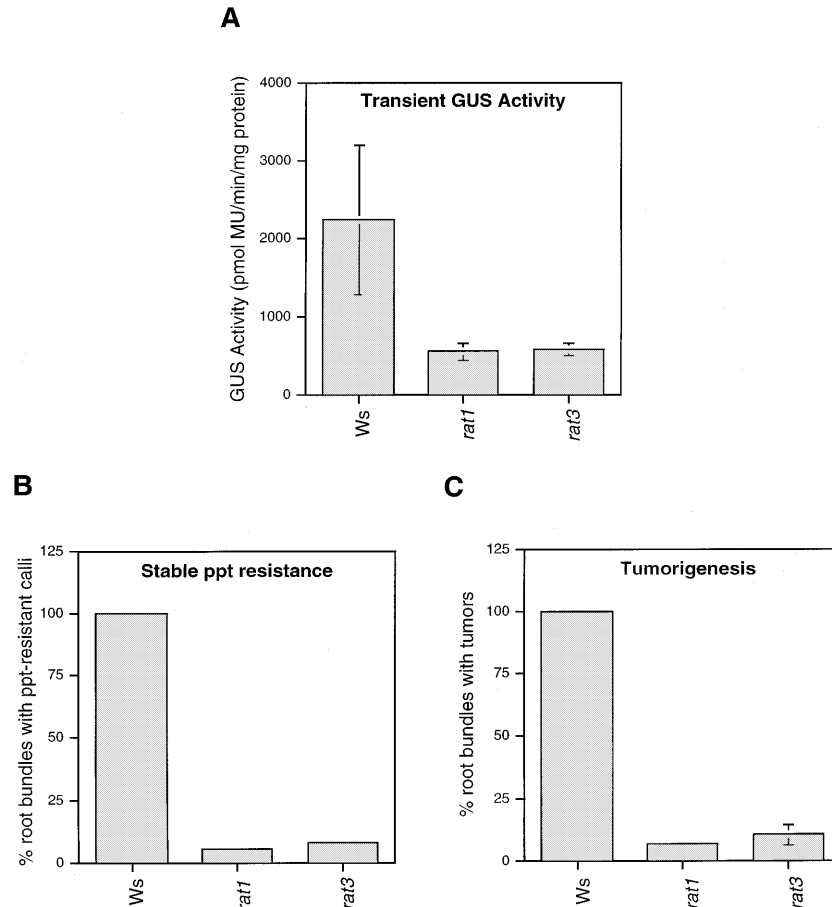 A
Transient GUS Activity
GUS Activity (pmol MU/min/mg protein)
4000
3000
2000
1000
0
Ws
rat1
rat3
B
Stable ppt resistance
% root bundles with ppt-resistant calli
125
100
75
50
25
0
Ws
rat1
rat3
C
Tumorigenesis
% root bundles with tumors
125
100
75
50
25
0
Ws
rat1
rat3